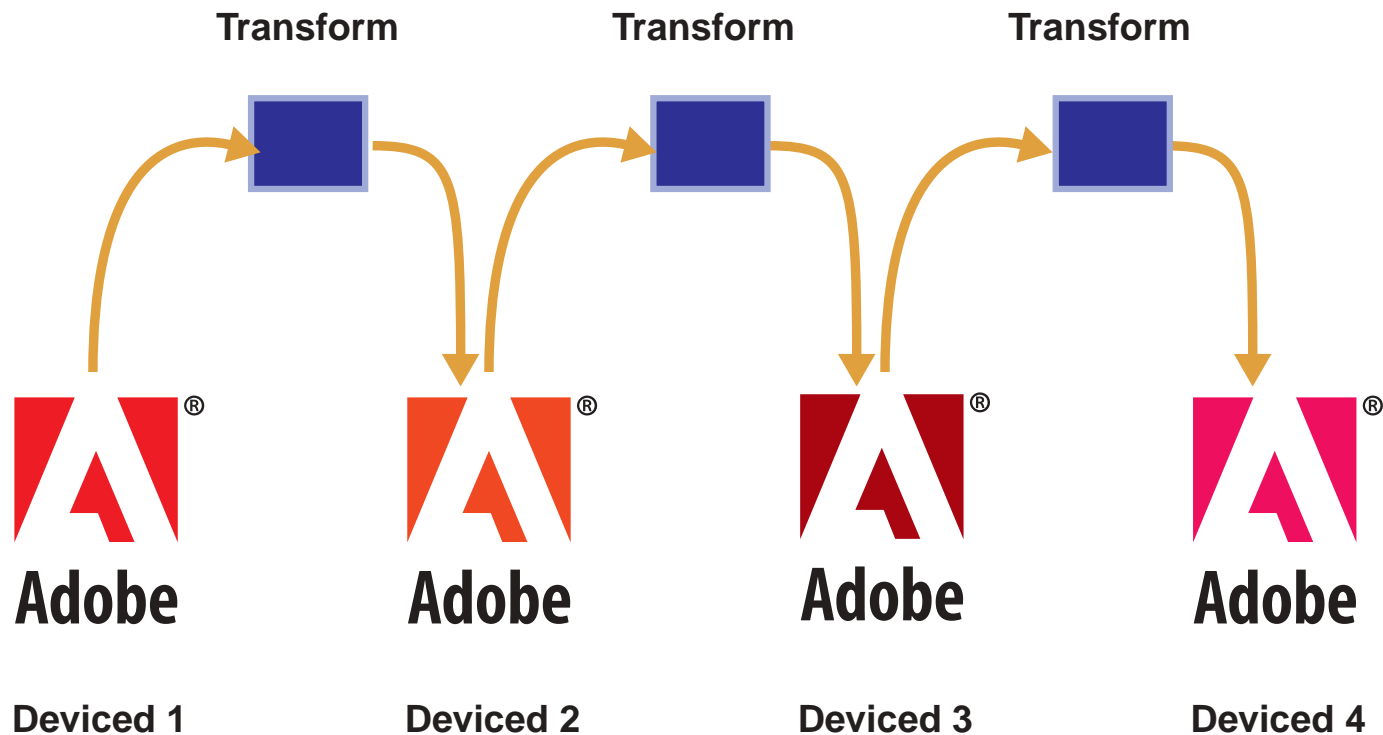 Transform Transform Transform
® ® ® ®
Adobe Adobe Adobe Adobe
Deviced 1 Deviced 2 Deviced 3 Deviced 4